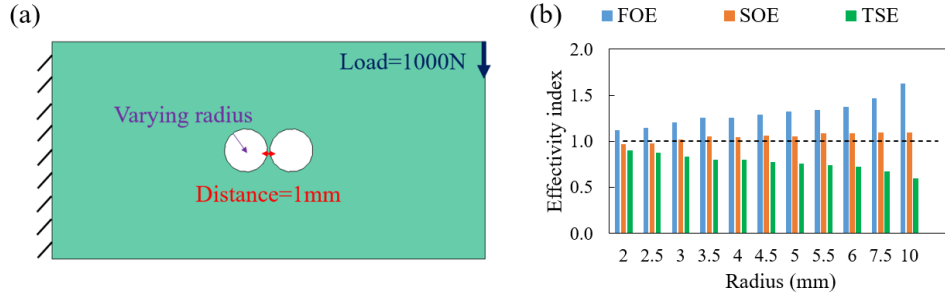 (a)
Load=1000N
Varying radius
Distance=1mm
(b)
FOE SOE TSE
Effectivity index
2.0
1.5
1.0
0.5
0.0
2 2.5 3 3.5 4 4.5 5 5.5 6 7.5 10
Radius (mm)